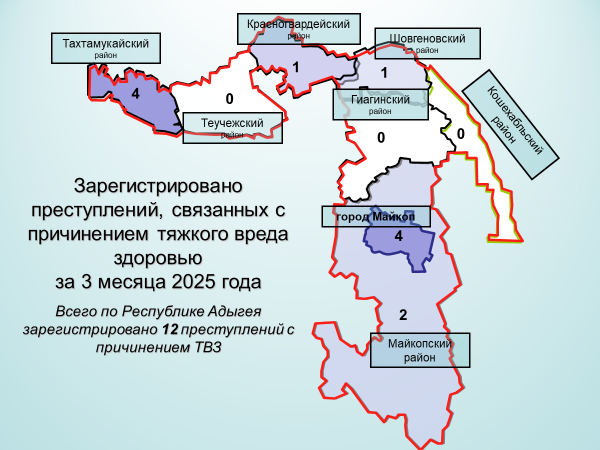 Красногвардейский
район
Тахтамукайский
район
Шовгеновский
район
1
1
4
0
Гиагинский
район
Кошехабльский
район
Теучежский
район
0
0
Зарегистрировано
преступлений, связанных с
причинением тяжкого вреда
здоровью
за 3 месяца 2025 года
город Майкоп
4
Всего по Республике Адыгея
зарегистрировано 12 преступлений с
причинением ТВЗ
2
Майкопский
район